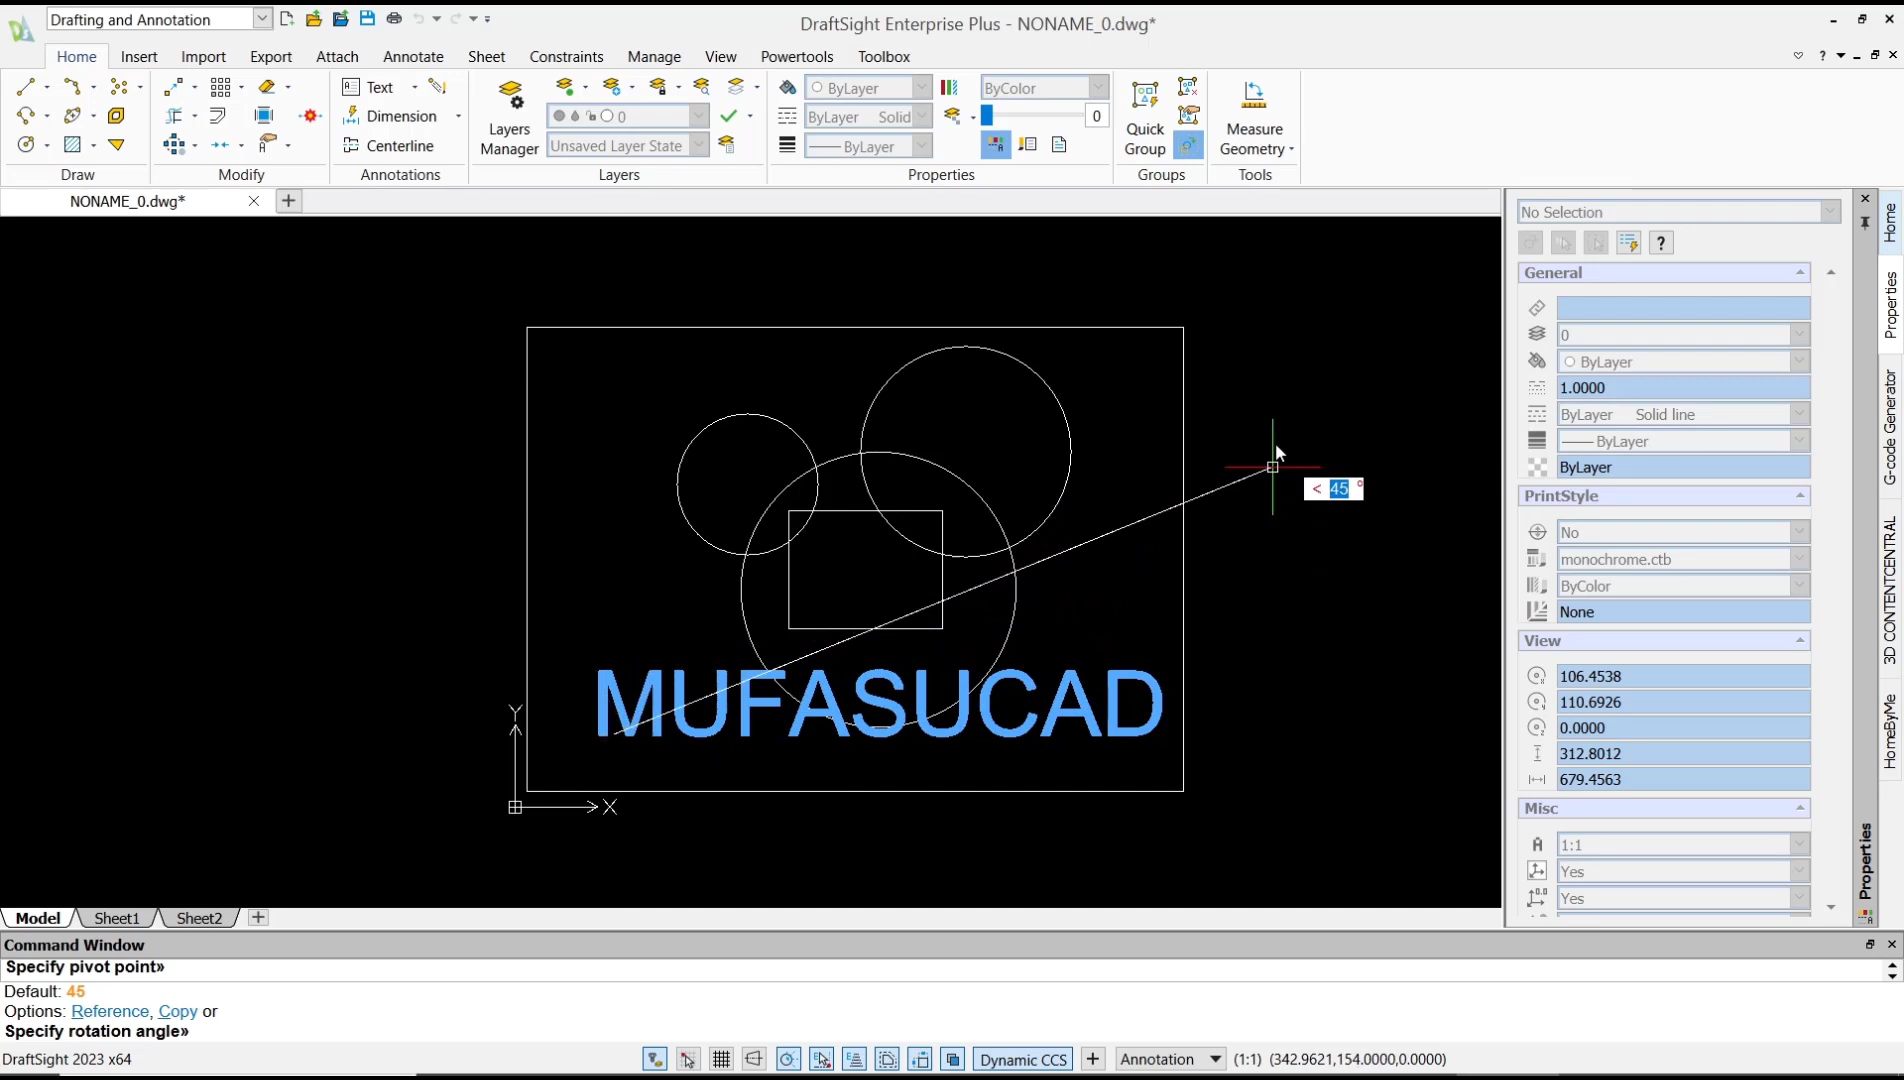 Drafting and Annotation
DraftSight Enterprise Plus - NONAME_0.dwg*
Home Insert Import Export Attach Annotate Sheet Constraints Manage View Powertools Toolbox
?
Text
Dimension
Centerline
Layers
Manager
0
Unsaved Layer State
ByLayer
ByLayer Solid
ByLayer
ByColor
0
Quick
Group
Measure
Geometry
Draw Modify Annotations Layers Properties Groups Tools
NONAME_0.dwg*
No Selection
?
General
0
ByLayer
1.0000
ByLayer Solid line
ByLayer
ByLayer
PrintStyle
No
monochrome.ctb
ByColor
None
View
106.4538
110.6926
0.0000
312.8012
679.4563
Misc
1:1
Yes
Yes
Properties
Home
Properties
G-code Generator
3D CONTENTCENTRAL
HomeByMe
< 45 °
MUFASUCAD
Y
X
Model Sheet1 Sheet2
Command Window
Specify pivot point»
Default: 45
Options: Reference, Copy or
Specify rotation angle»
DraftSight 2023 x64
Dynamic CCS
Annotation
(1:1) (342.9621,154.0000,0.0000)